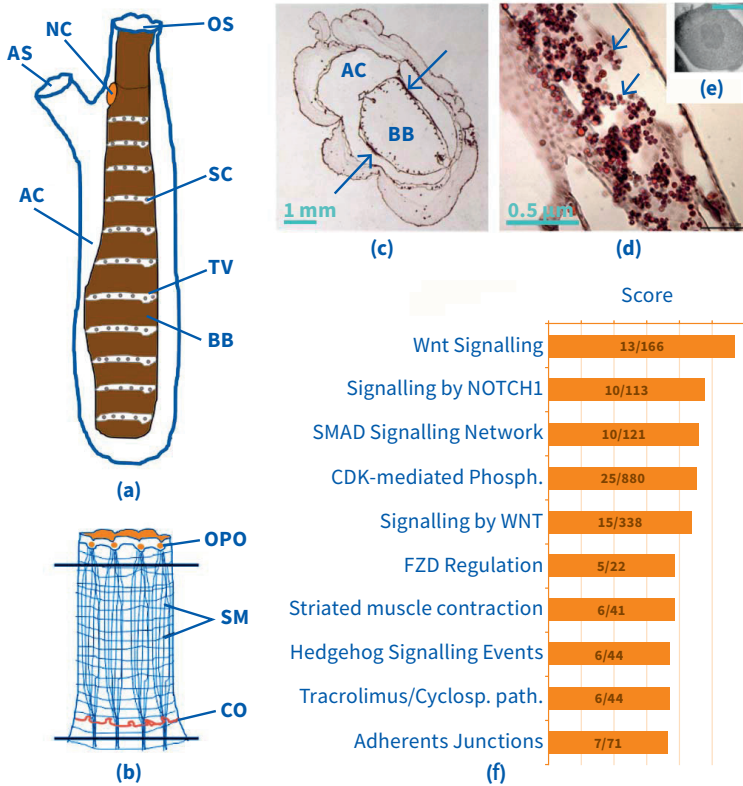 OS
NC
AS
SC
AC
TV
BB
(a)
OPO
SM
CO
(b)
AC
BB
1 mm
(c)
0.5 µm
(d)
(e)
Score
Wnt Signalling 13/166
Signalling by NOTCH1 10/113
SMAD Signalling Network 10/121
CDK-mediated Phosph. 25/880
Signalling by WNT 15/338
FZD Regulation 5/22
Striated muscle contraction 6/41
Hedgehog Signalling Events 6/44
Tracrolimus/Cyclosp. path. 6/44
Adherents Junctions 7/71
(f)